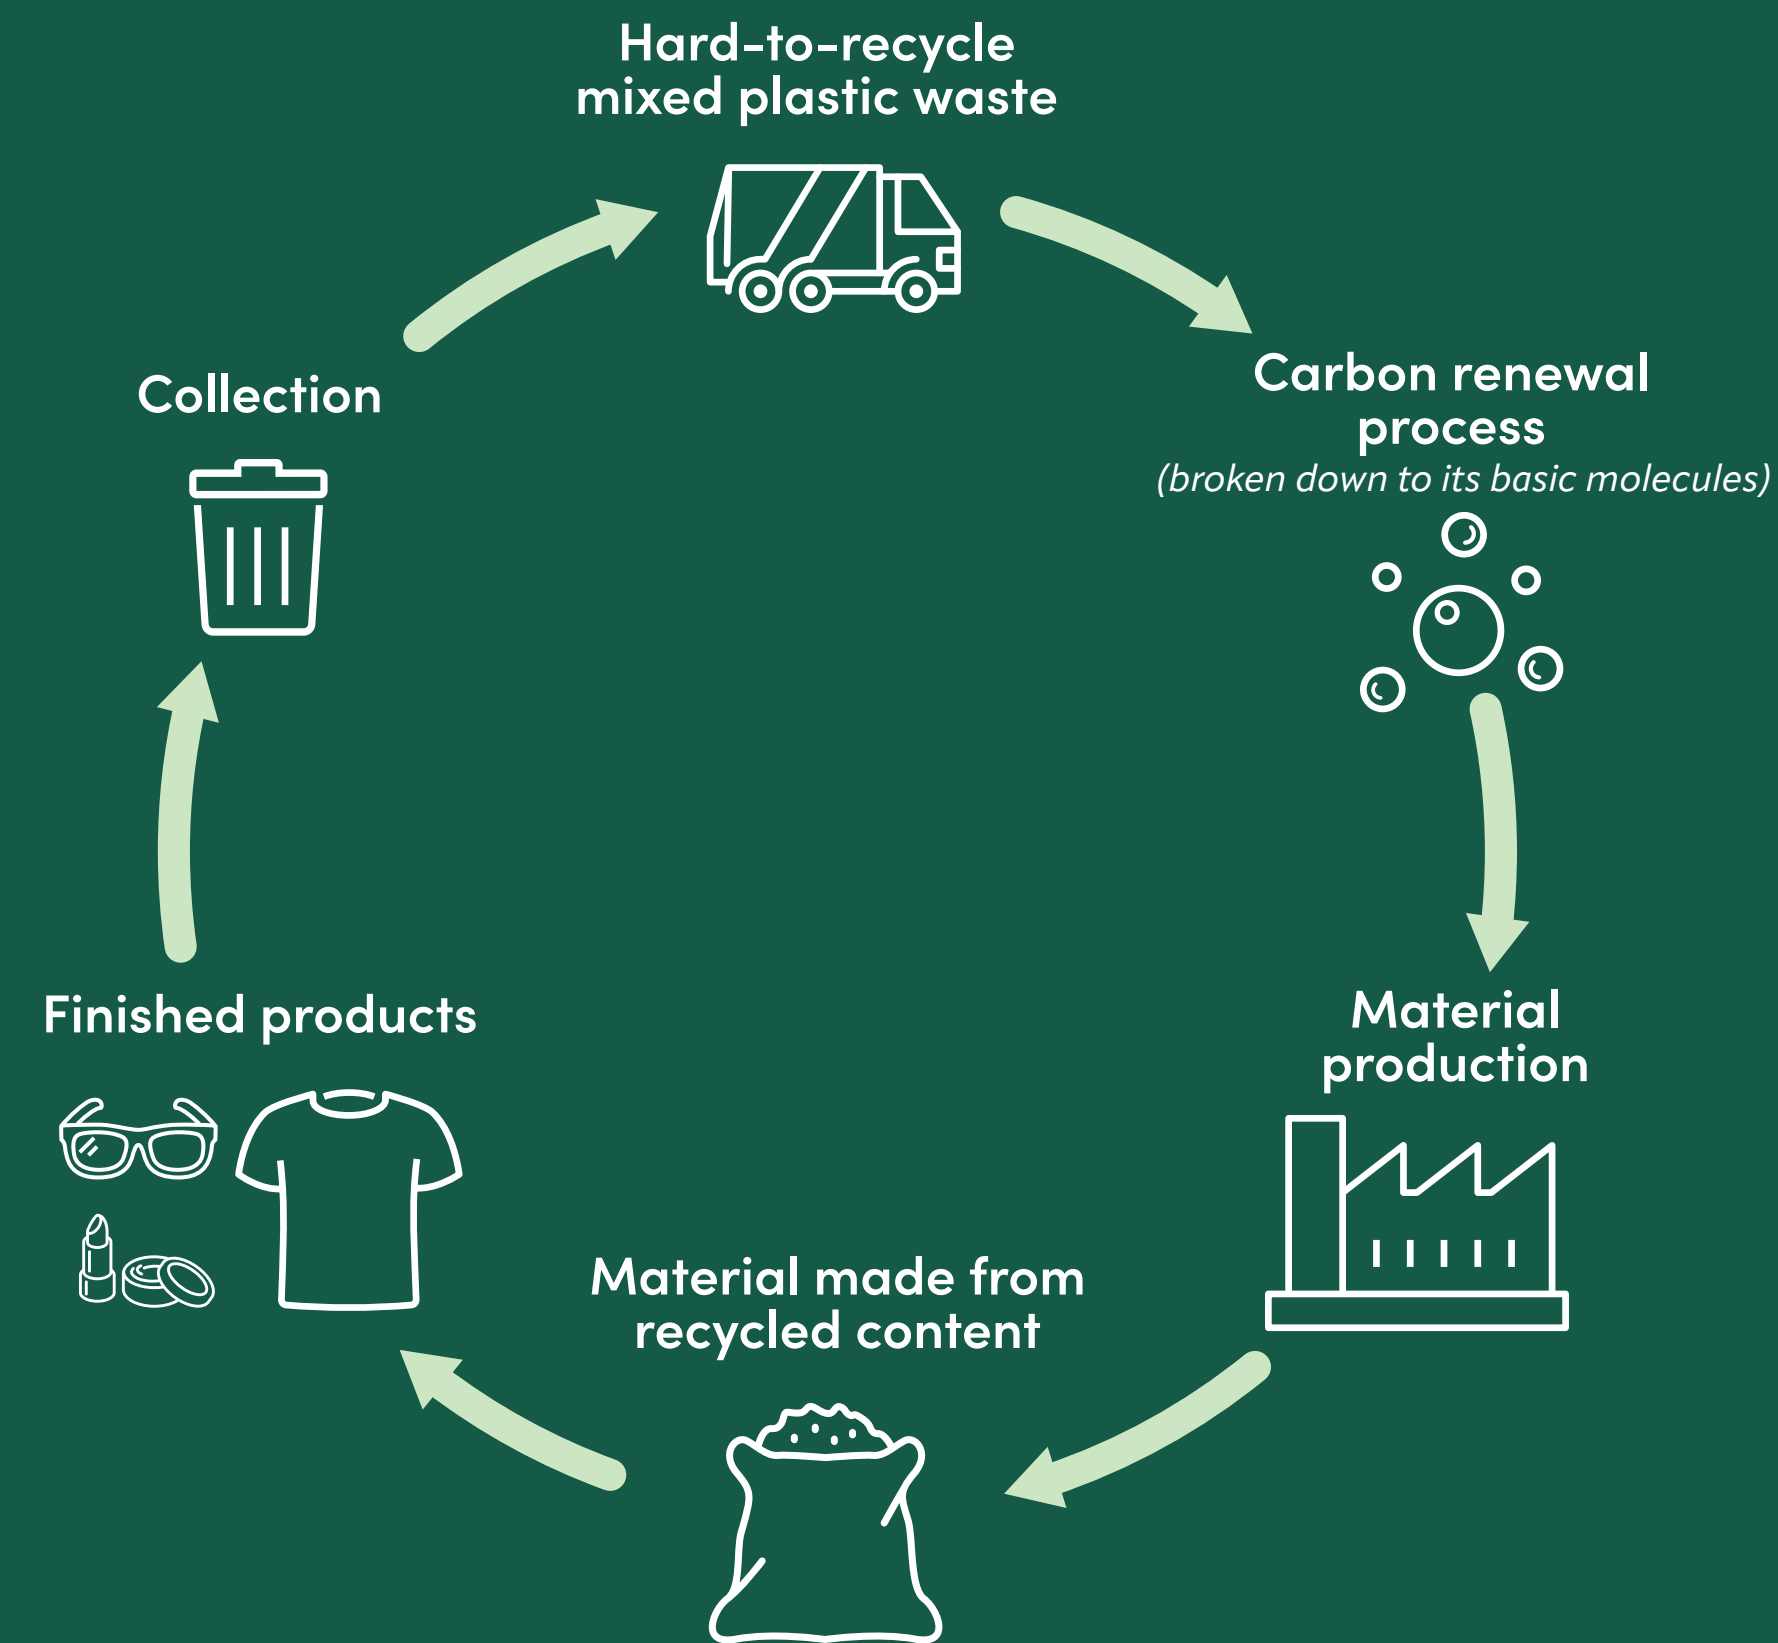 Hard-to-recycle
mixed plastic waste
Carbon renewal
process
(broken down to its basic molecules)
Material
production
Material made from
recycled content
Finished products
Collection